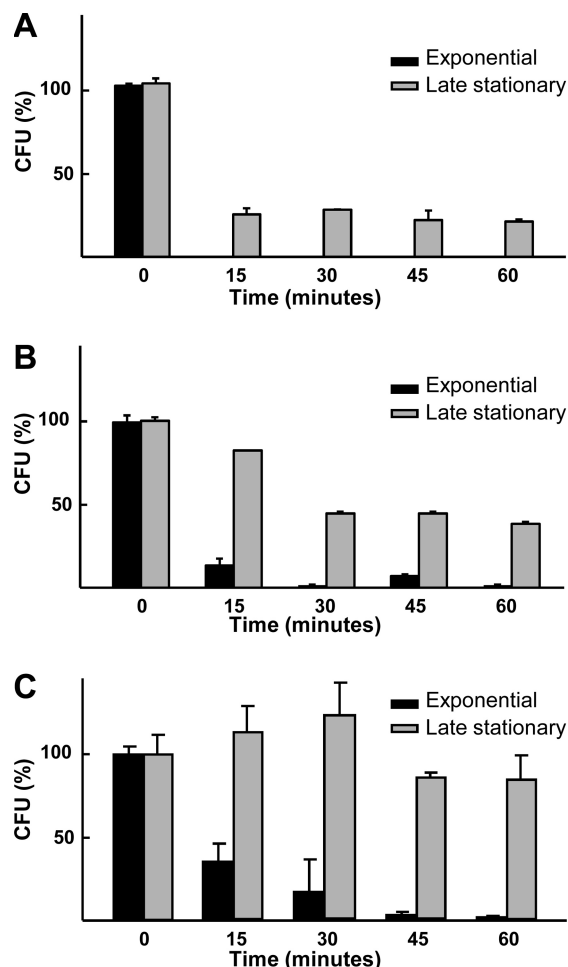 A
Exponential
Late stationary
CFU (%)
100
50
0 15 30 45 60
Time (minutes)
B
Exponential
Late stationary
CFU (%)
100
50
0 15 30 45 60
Time (minutes)
C
Exponential
Late stationary
CFU (%)
100
50
0 15 30 45 60
Time (minutes)